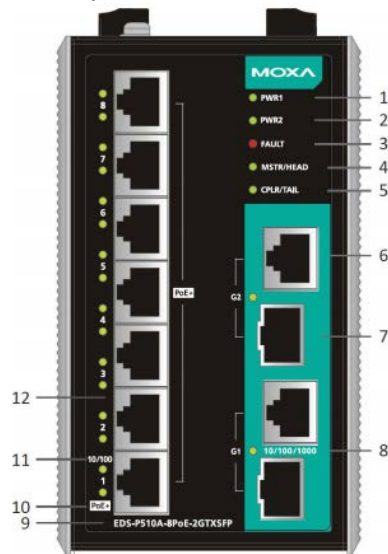 MOXA
PWR1 1
PWR2 2
FAULT 3
MSTR/HEAD 4
CPLR/TAIL 5
8
7
6
5
4
3
2
10/100
1
PoE+
PoE+
G2
G1
10/100/1000
6
7
8
12
11
10
9
EDS-P510A-8PoE-2GTXSFP